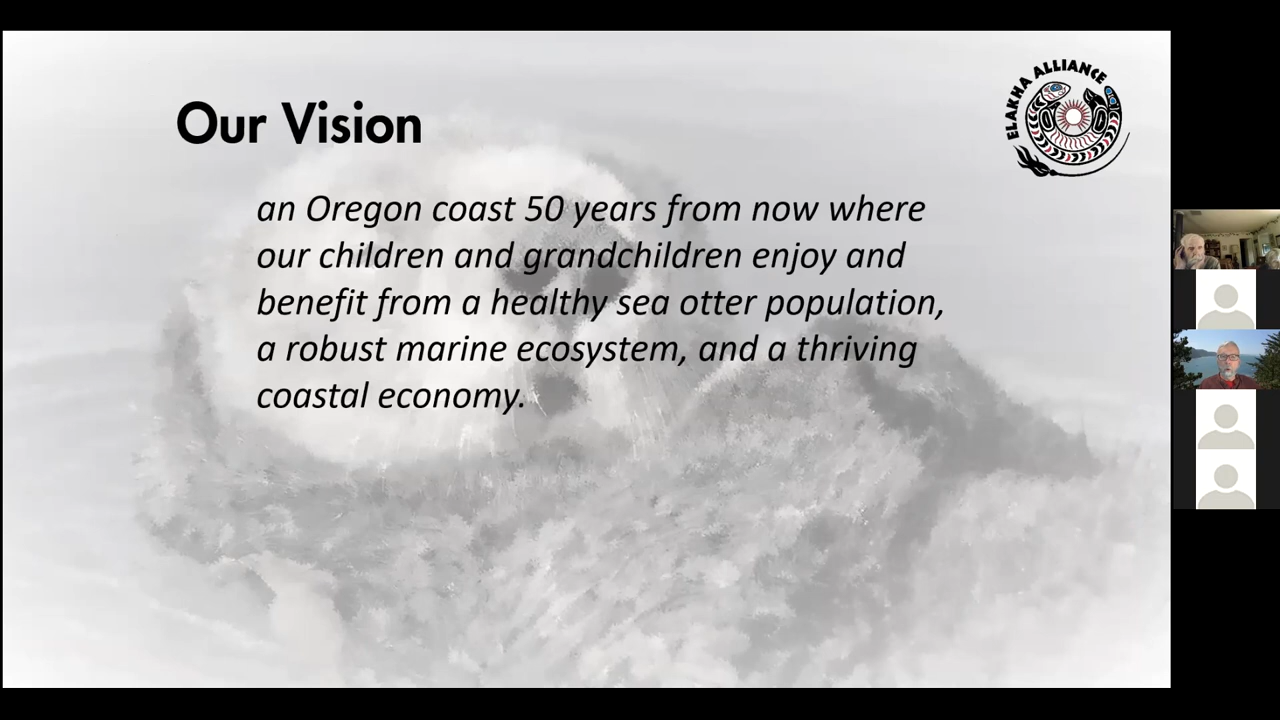 Our Vision
ELAKHA ALLIANCE
an Oregon coast 50 years from now where
our children and grandchildren enjoy and
benefit from a healthy sea otter population,
a robust marine ecosystem, and a thriving
coastal economy.